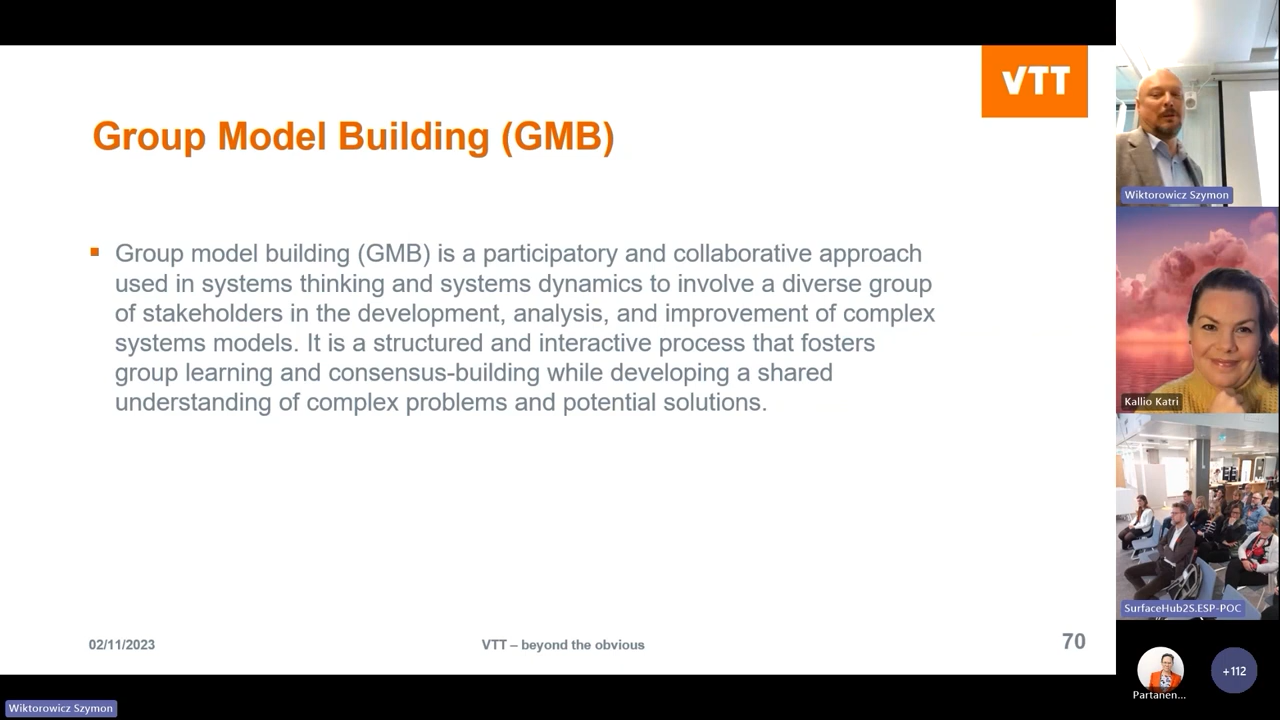 VTT
Group Model Building (GMB)
Group model building (GMB) is a participatory and collaborative approach
used in systems thinking and systems dynamics to involve a diverse group
of stakeholders in the development, analysis, and improvement of complex
systems models. It is a structured and interactive process that fosters
group learning and consensus-building while developing a shared
understanding of complex problems and potential solutions.
02/11/2023
VTT – beyond the obvious
70
Wiktorowicz Szymon
Wiktorowicz Szymon
Kallio Katri
SurfaceHub2S.ESP-POC
Partanen...
+112